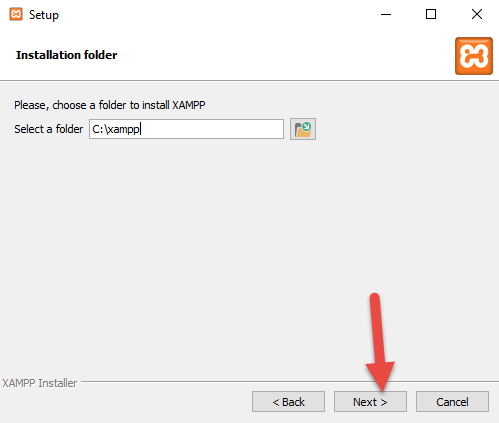 Setup
Installation folder
Please, choose a folder to install XAMPP
Select a folder C:\xampp
XAMPP Installer
< Back Next > Cancel